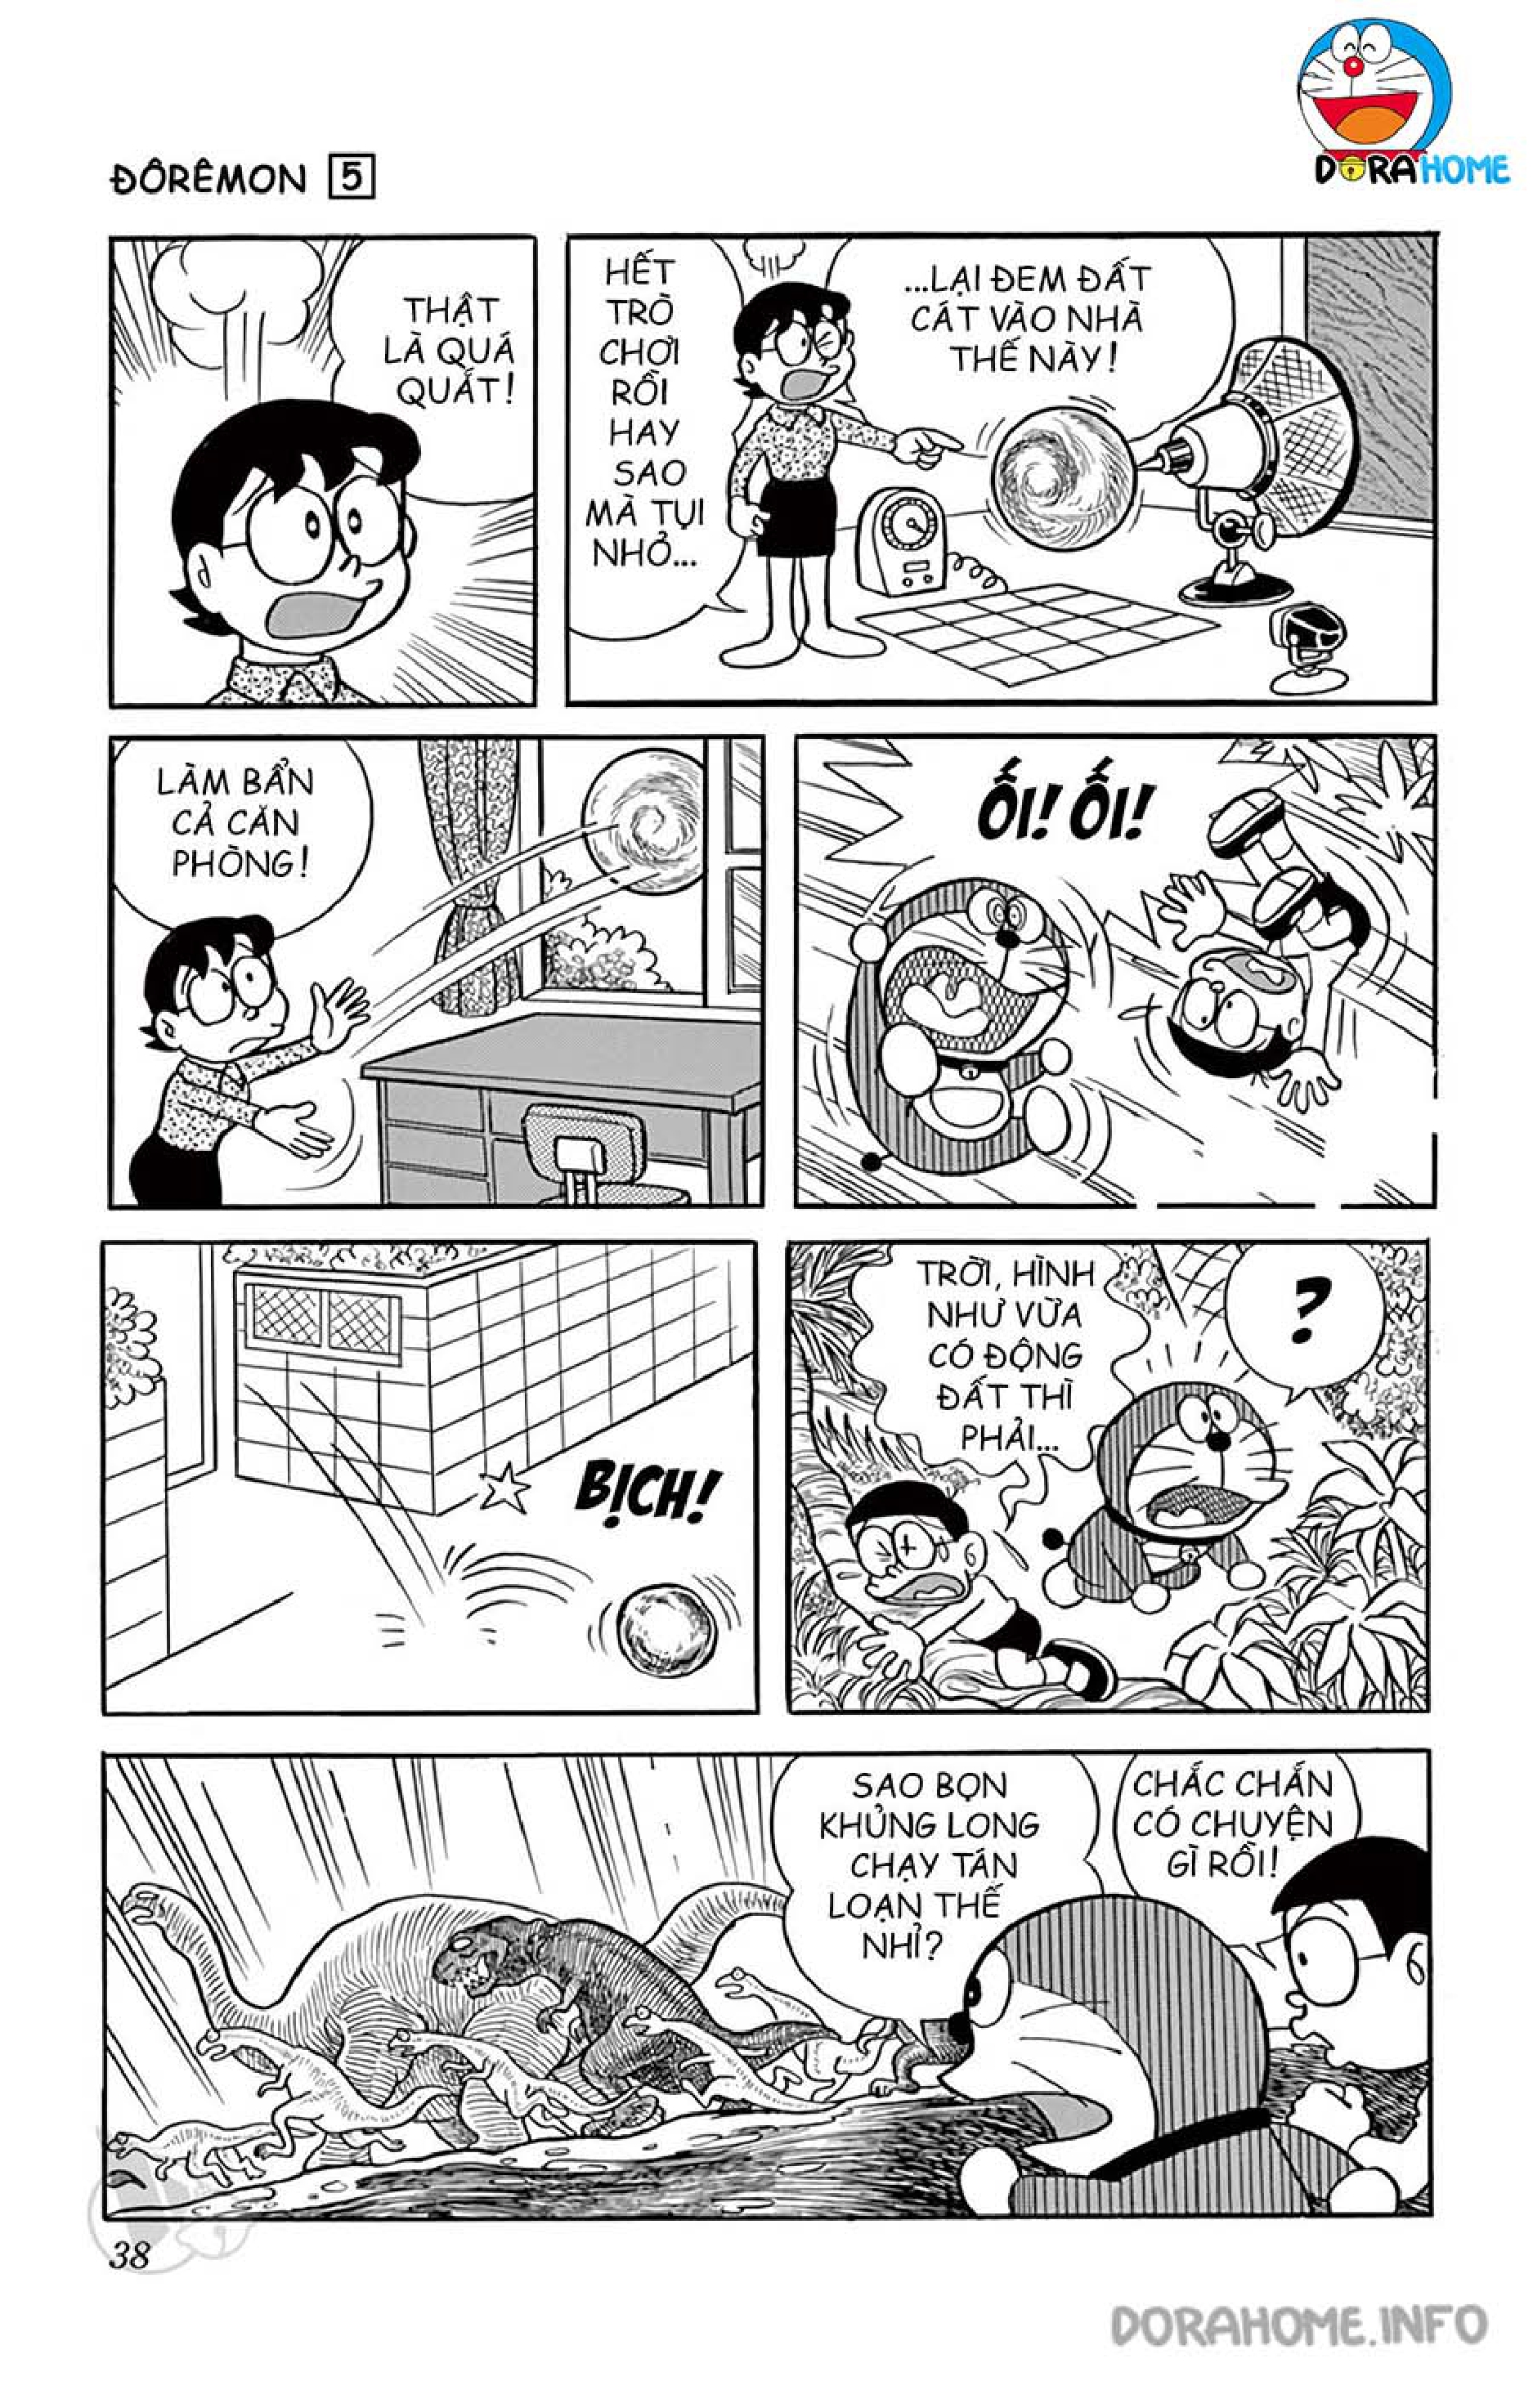 DORAHOME
ĐÔRÊMON 5
THẬT
LÀ QUÁ
QUẮT!
HẾT
TRÒ
CHƠI
RỒI
HAY
SAO
MÀ TỤI
NHỎ...
...LẠI ĐEM ĐẤT
CÁT VÀO NHÀ
THẾ NÀY!
LÀM BẨN
CẢ CĂN
PHÒNG!
ỐI! ỐI!
BỊCH!
TRỜI, HÌNH
NHƯ VỪA
CÓ ĐỘNG
ĐẤT THÌ
PHẢI...
?
SAO BỌN
KHỦNG LONG
CHẠY TÁN
LOẠN THẾ
NHỈ?
CHẮC CHẮN
CÓ CHUYỆN
GÌ RỒI!
38
DORAHOME.INFO